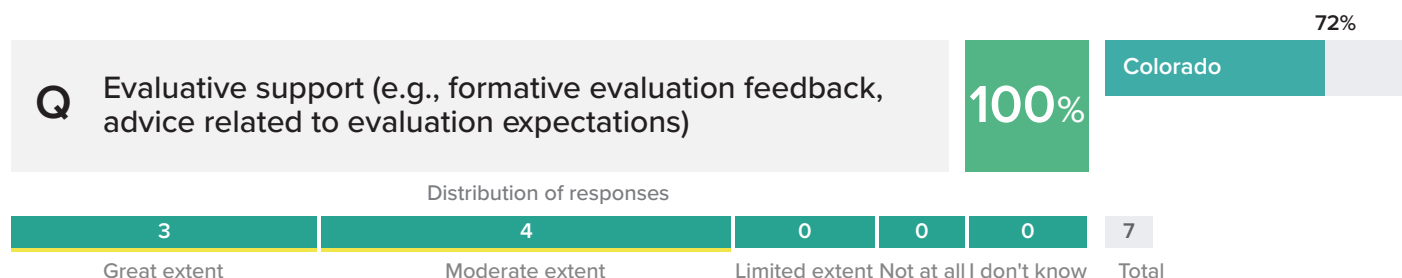 72%
Q Evaluative support (e.g., formative evaluation feedback,
advice related to evaluation expectations)
100%
Colorado
Distribution of responses
3 4 0 0 0 7
Great extent Moderate extent Limited extent Not at all I don't know Total